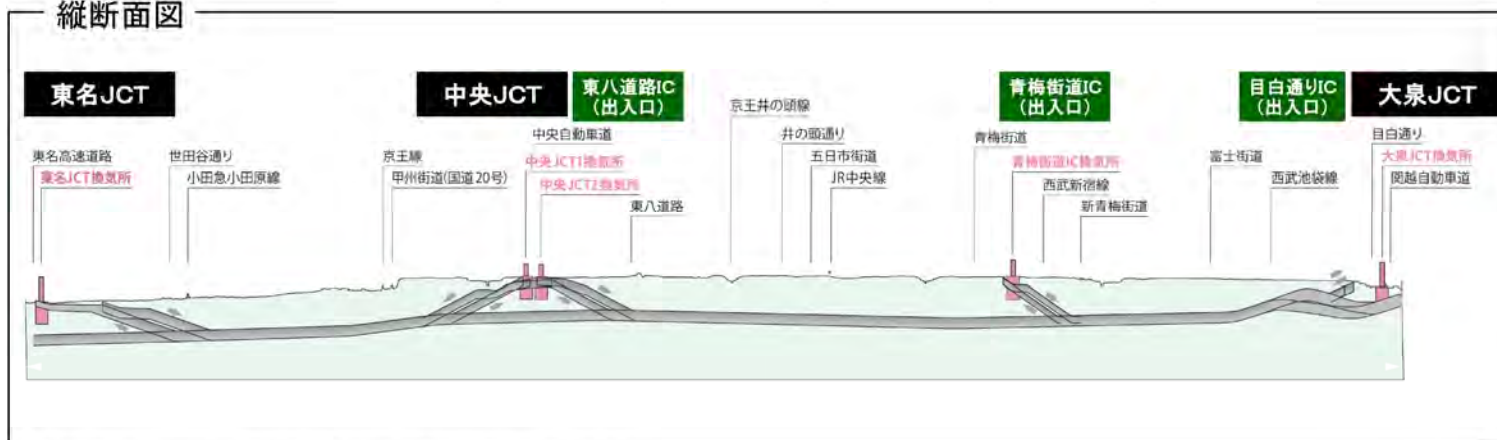 縦断面図
東名JCT
中央JCT
東八道路IC
(出入口)
青梅街道IC
(出入口)
目白通りIC
(出入口)
大泉JCT
東名高速道路
東名JCT換気所
世田谷通り
小田急小田原線
京王線
甲州街道(国道20号)
中央自動車道
中央JCT1換気所
中央JCT2換気所
東八道路
京王井の頭線
井の頭通り
五日市街道
JR中央線
青梅街道
青梅街道IC換気所
西武新宿線
新青梅街道
富士街道
西武池袋線
目白通り
大泉JCT換気所
関越自動車道